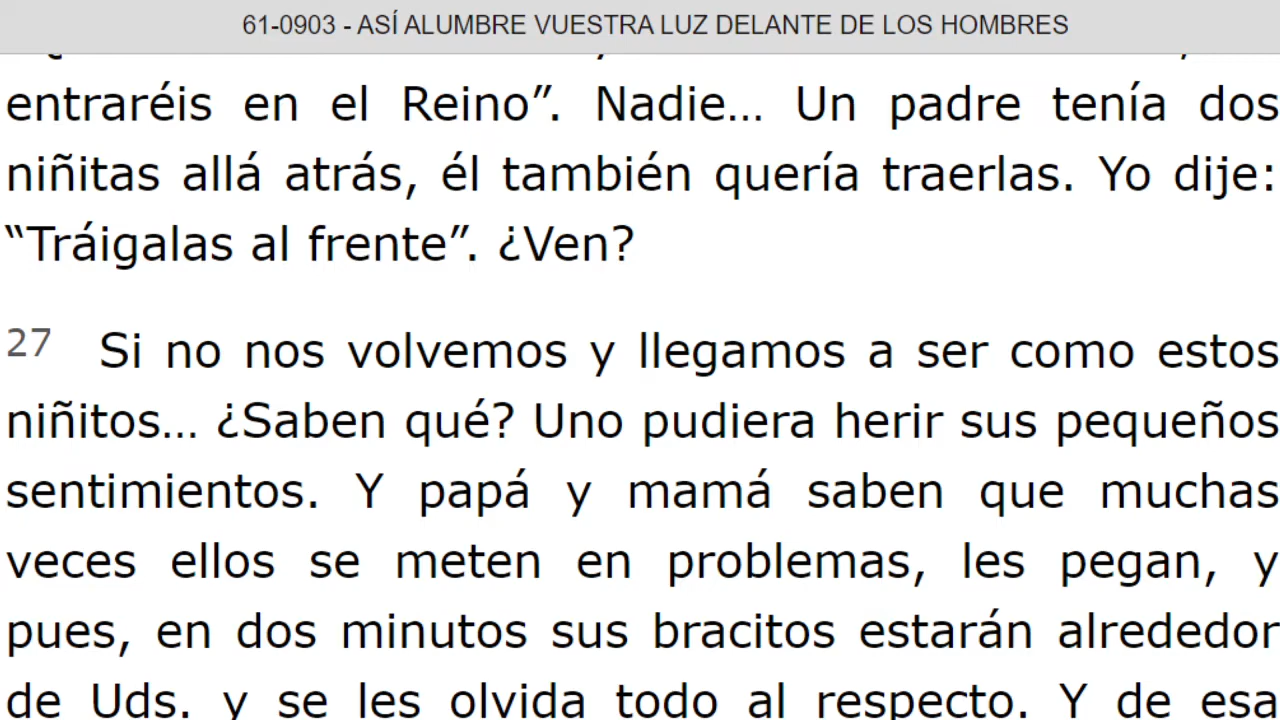 61-0903 - ASÍ ALUMBRE VUESTRA LUZ DELANTE DE LOS HOMBRES
entraréis en el Reino”. Nadie… Un padre tenía dos
niñitas allá atrás, él también quería traerlas. Yo dije:
“Tráigalas al frente”. ¿Ven?
27 Si no nos volvemos y llegamos a ser como estos
niñitos… ¿Saben qué? Uno pudiera herir sus pequeños
sentimientos. Y papá y mamá saben que muchas
veces ellos se meten en problemas, les pegan, y
pues, en dos minutos sus bracitos estarán alrededor
de Uds. y se les olvida todo al respecto. Y de esa